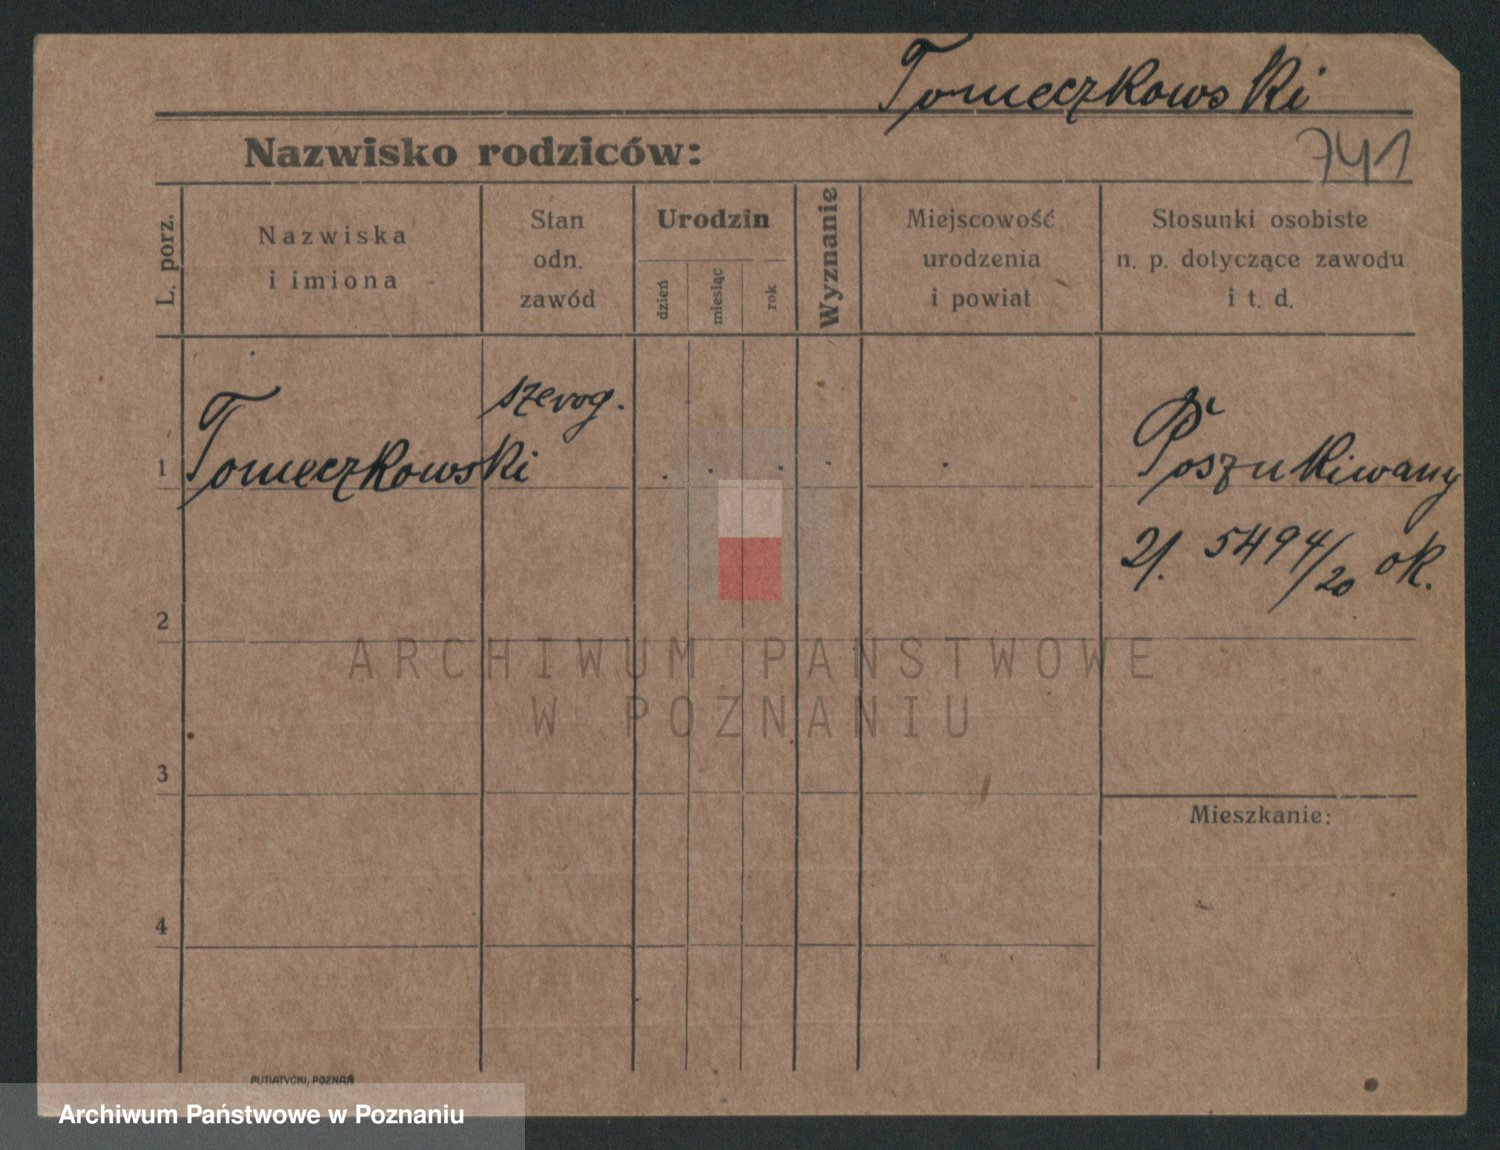 Tomeczkowski
741
Nazwisko rodziców:
L. porz.
Nazwiska
i imiona
Stan
odn.
zawód
Urodzin
dzień
miesiąc
rok
Wyznanie
Miejscowość
urodzenia
i powiat
Stosunki osobiste
n. p. dotyczące zawodu
i t. d.
1
Tomeczkowski
szereg.
Poszukiwany
21. 5494/20 ok.
2
3
4
Mieszkanie:
ARCHIWUM PAŃSTWOWE
W POZNANIU
PUTIATYCKI, POZNAŃ
Archiwum Państwowe w Poznaniu